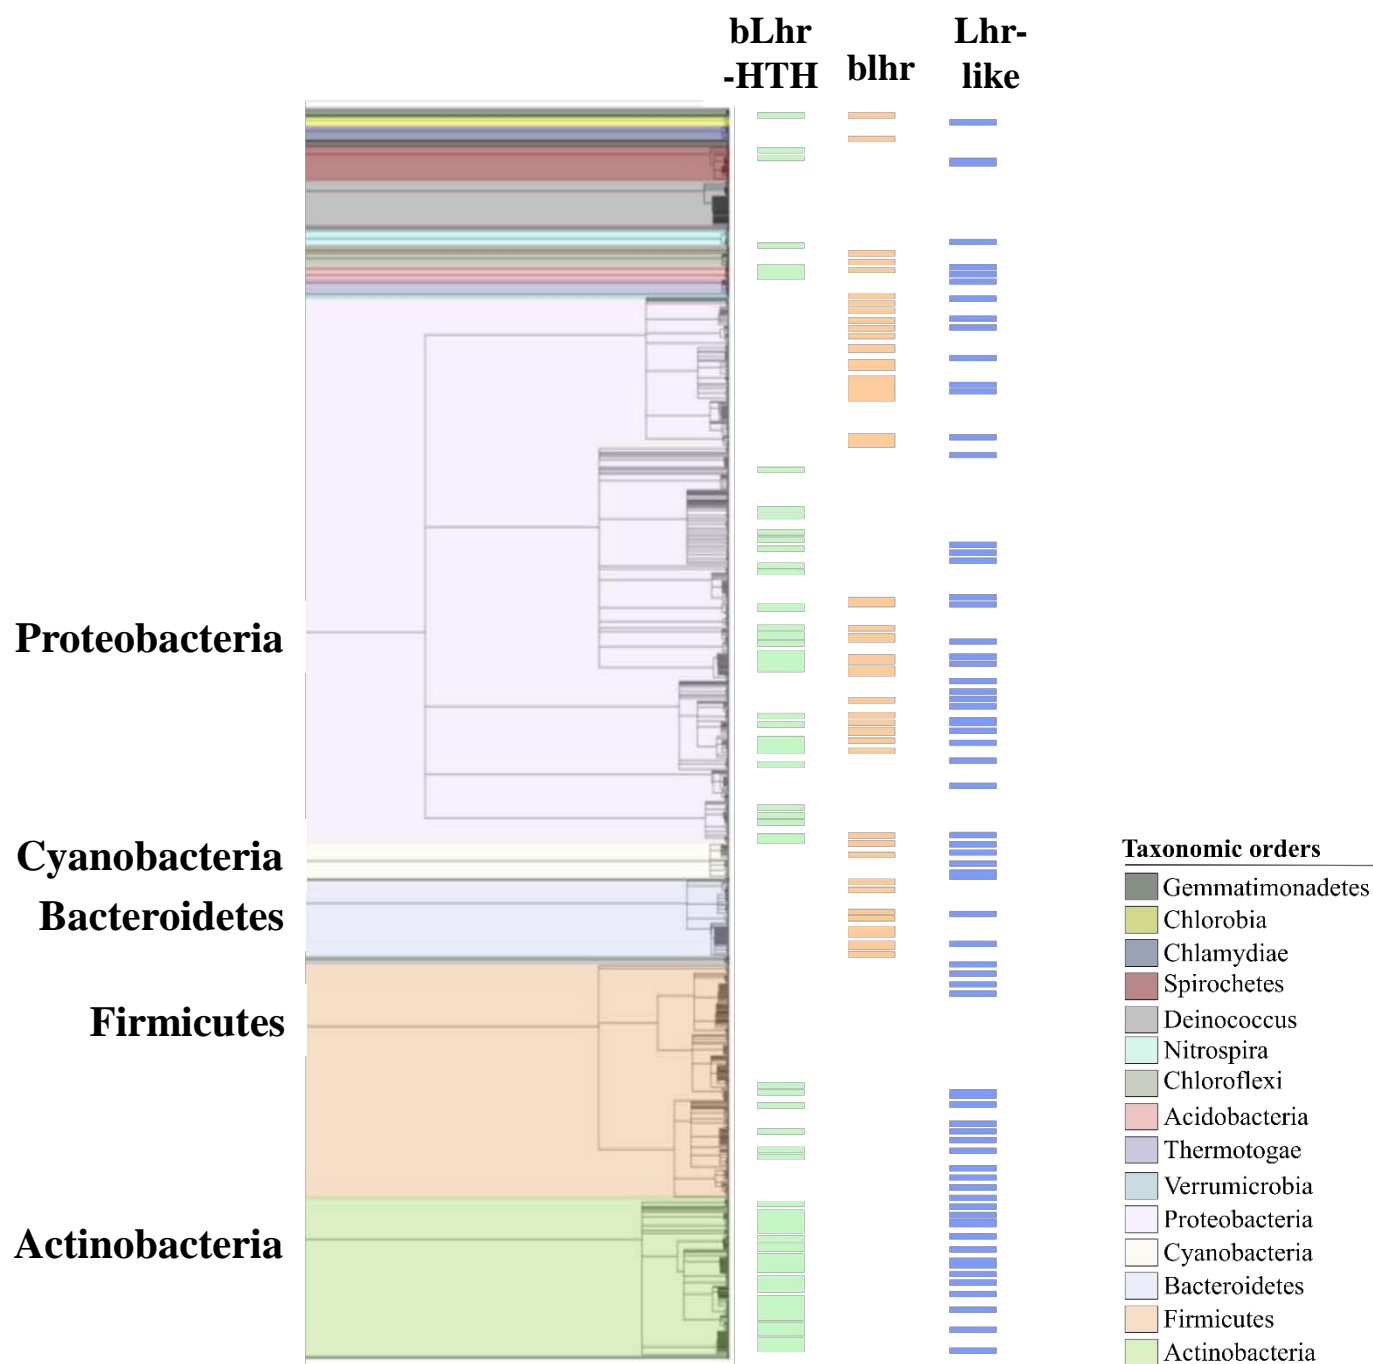 bLhr
-HTH
blhr
Lhr-
like
Proteobacteria
Cyanobacteria
Bacteroidetes
Firmicutes
Actinobacteria
Taxonomic orders
Gemmatimonadetes
Chlorobia
Chlamydiae
Spirochetes
Deinococcus
Nitrospira
Chloroflexi
Acidobacteria
Thermotogae
Verrumicrobia
Proteobacteria
Cyanobacteria
Bacteroidetes
Firmicutes
Actinobacteria